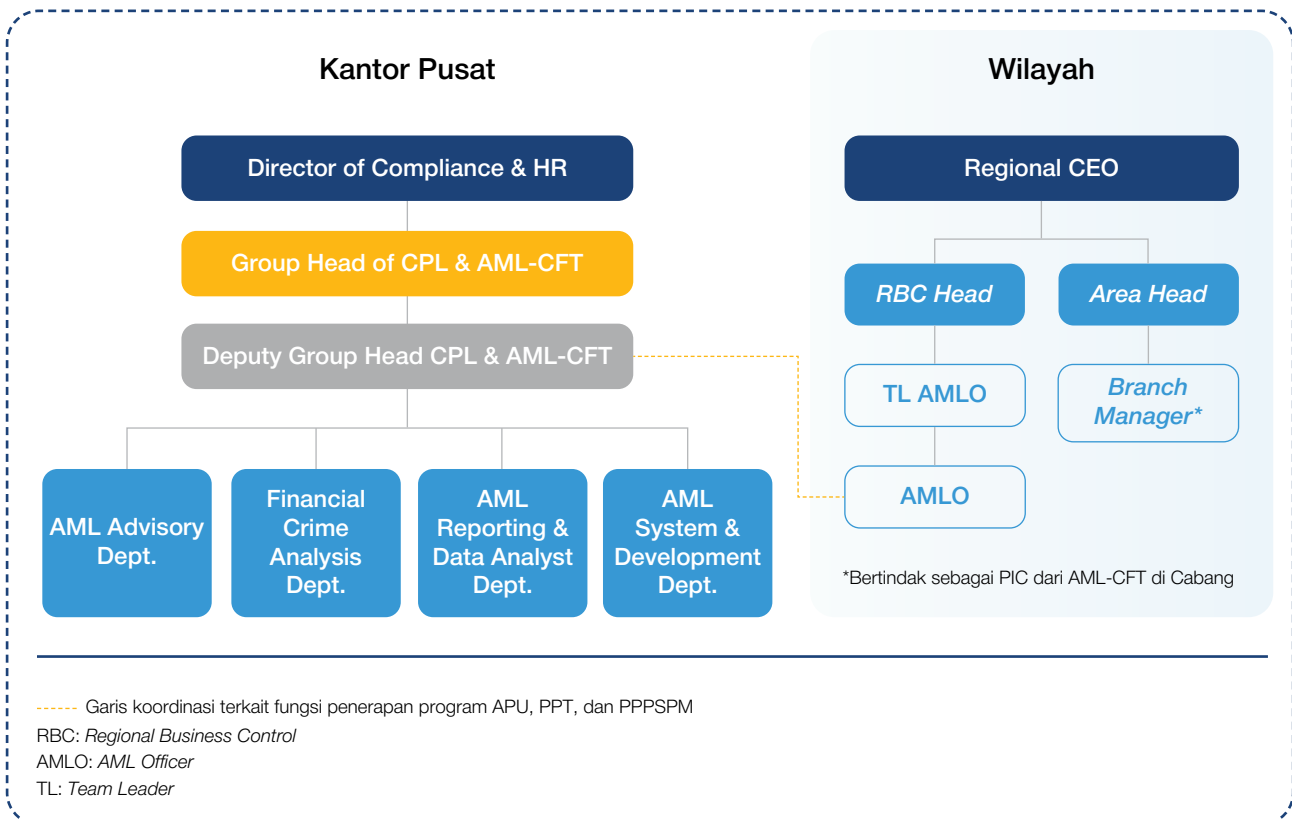 Kantor Pusat
Director of Compliance & HR
Group Head of CPL & AML-CFT
Deputy Group Head CPL & AML-CFT
AML Advisory
Dept.
Financial
Crime
Analysis
Dept.
AML
Reporting &
Data Analyst
Dept.
AML
System &
Development
Dept.
Wilayah
Regional CEO
RBC Head
Area Head
TL AMLO
Branch
Manager*
AMLO
*Bertindak sebagai PIC dari AML-CFT di Cabang
Garis koordinasi terkait fungsi penerapan program APU, PPT, dan PPPSPM
RBC: Regional Business Control
AMLO: AML Officer
TL: Team Leader